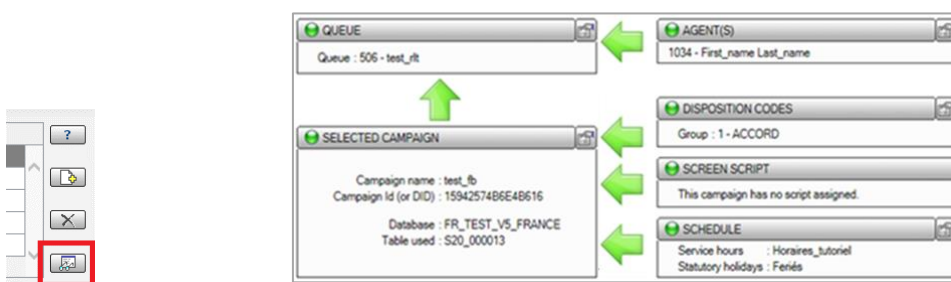 ?
QUEUE
Queue : 506 - test_rlt
AGENT(S)
1034 - First_name Last_name
SELECTED CAMPAIGN
Campaign name : test_fb
Campaign Id (or DID) : 15942574B6E4B616
Database : FR_TEST_V5_FRANCE
Table used : S20_000013
DISPOSITION CODES
Group : 1 - ACCORD
SCREEN SCRIPT
This campaign has no script assigned.
SCHEDULE
Service hours : Horaires_tutoriel
Statutory holidays : Feriés